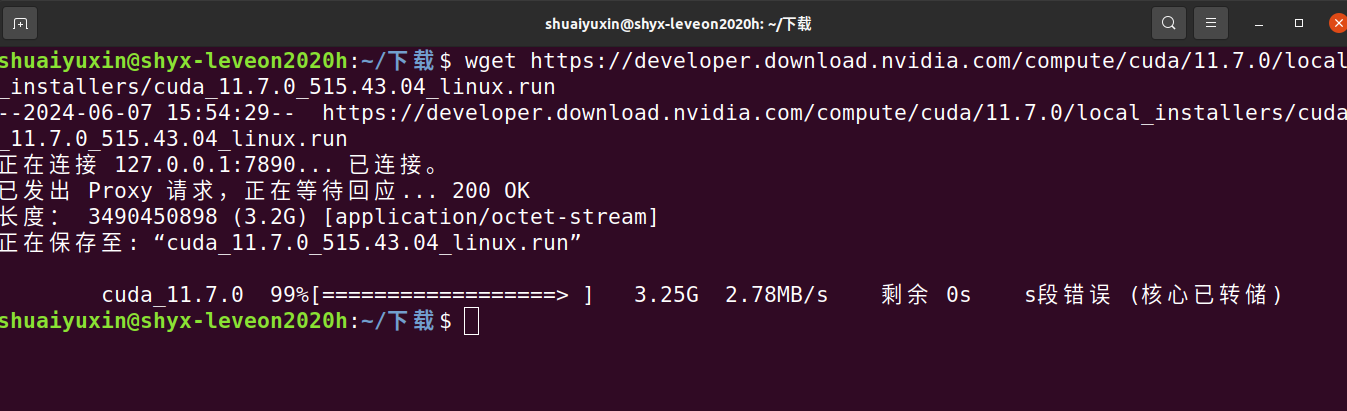 shuaiyuxin@shyx-leveon2020h: ~/下载
shuaiyuxin@shyx-leveon2020h:~/下载$ wget https://developer.download.nvidia.com/compute/cuda/11.7.0/local
_installers/cuda_11.7.0_515.43.04_linux.run
--2024-06-07 15:54:29--  https://developer.download.nvidia.com/compute/cuda/11.7.0/local_installers/cuda
_11.7.0_515.43.04_linux.run
正在连接 127.0.0.1:7890... 已连接。
已发出 Proxy 请求，正在等待回应... 200 OK
长度： 3490450898 (3.2G) [application/octet-stream]
正在保存至: “cuda_11.7.0_515.43.04_linux.run”
cuda_11.7.0  99%[==================> ]   3.25G  2.78MB/s    剩余 0s    s段错误 (核心已转储)
shuaiyuxin@shyx-leveon2020h:~/下载$